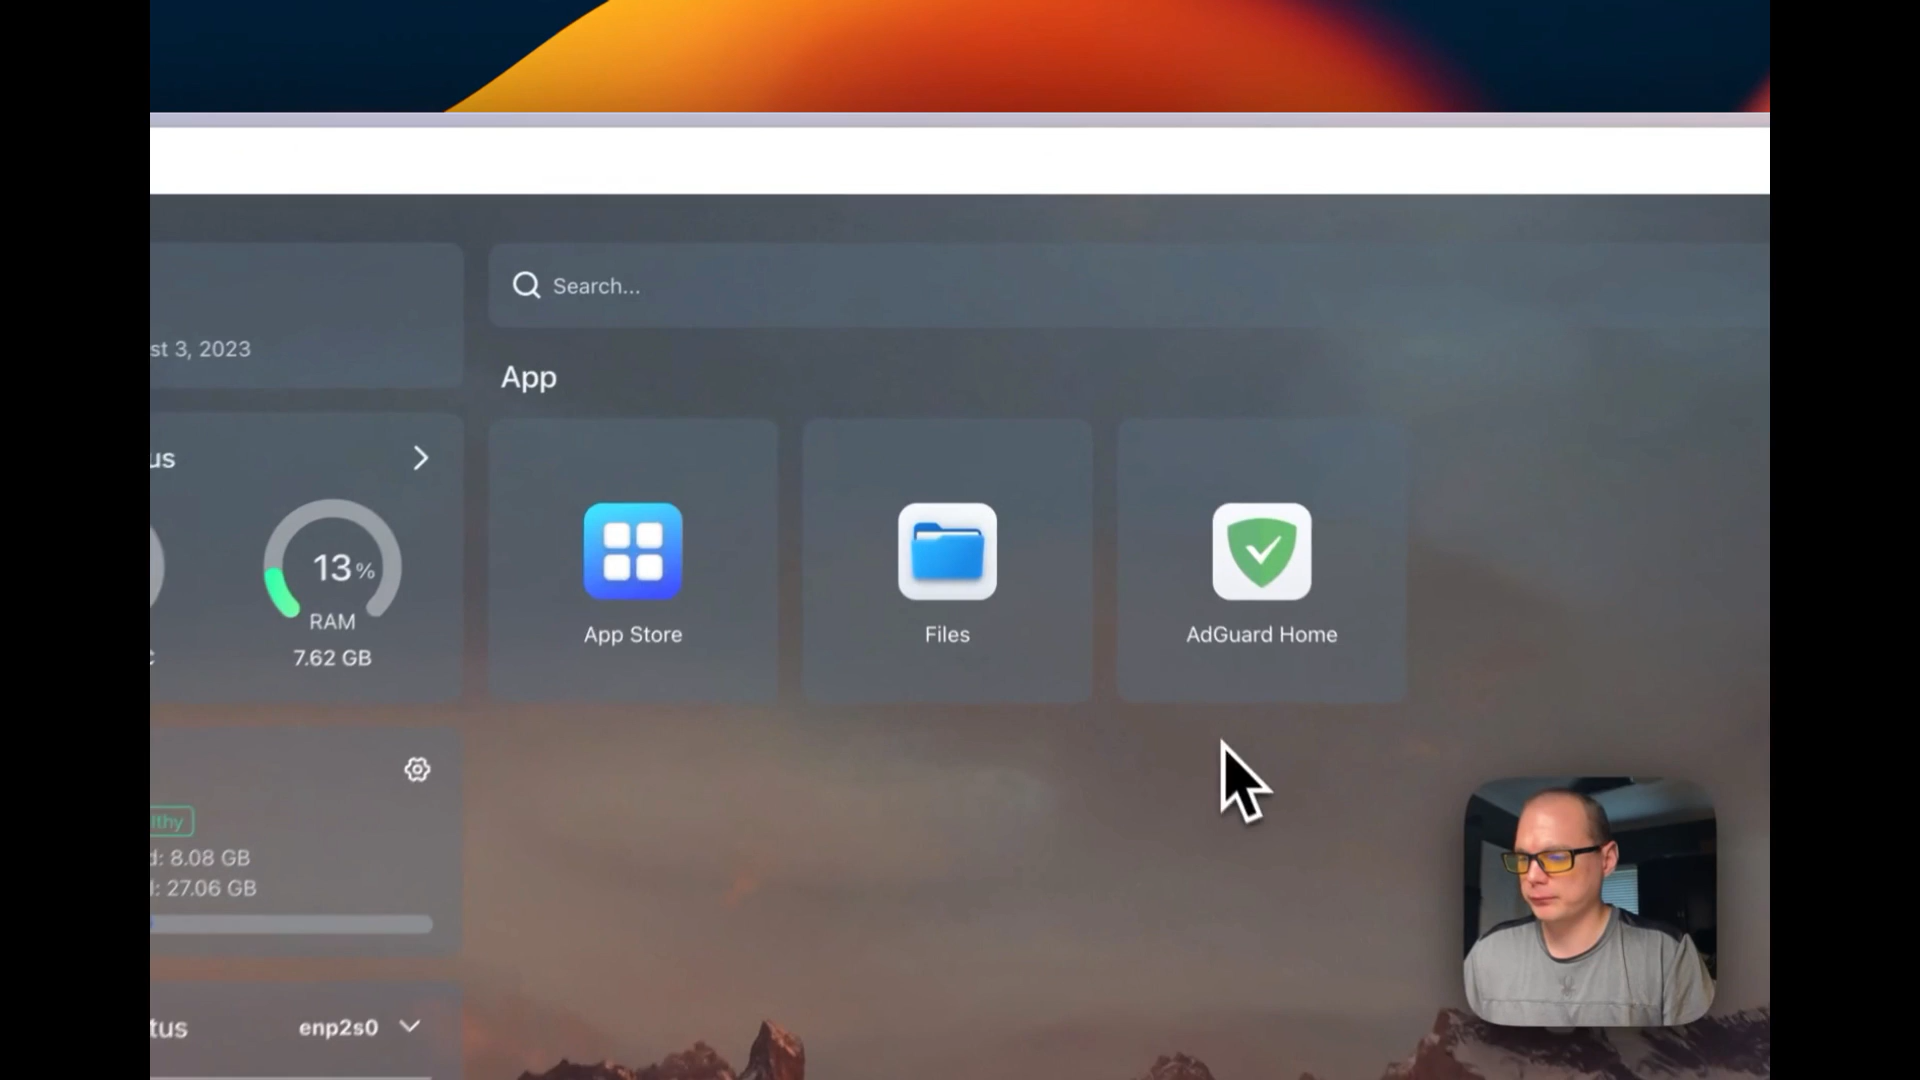 Search...
st 3, 2023
App
us
13%
RAM
7.62 GB
App Store
Files
AdGuard Home
lthy
d: 8.08 GB
l: 27.06 GB
tus
enp2s0